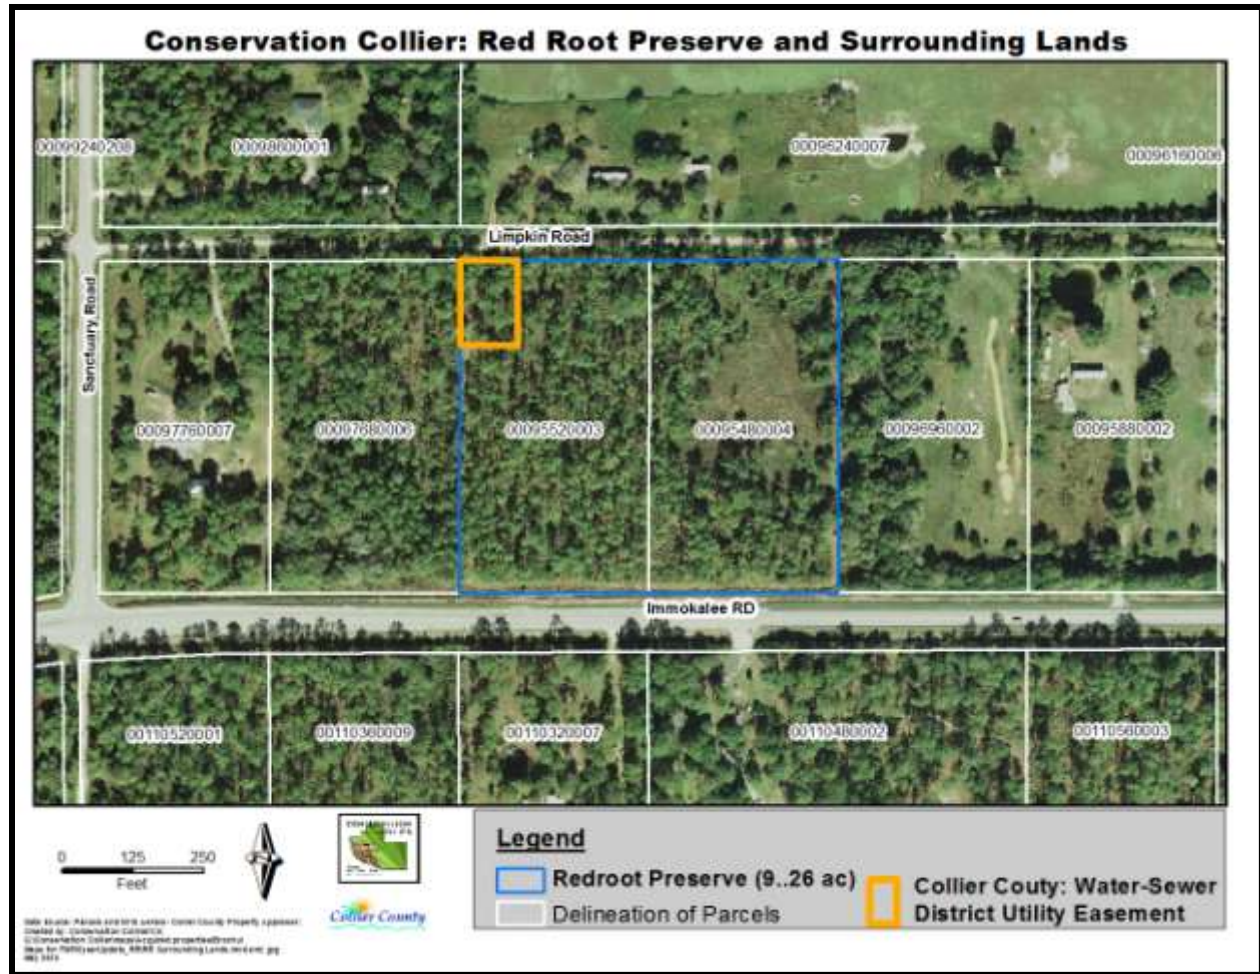 Conservation Collier: Red Root Preserve and Surrounding Lands
00099240208
00098600001
00096240007
00096160006
Limpkin Road
Sanctuary Road
00097760007
00097680006
00095520003
00095480004
00096960002
00095880002
Immokalee RD
00110520001
00110360009
00110320007
00110480002
00110560003
0 125 250
Feet
Collier County
Legend
Redroot Preserve (9..26 ac)
Delineation of Parcels
Collier Couty: Water-Sewer
District Utility Easement